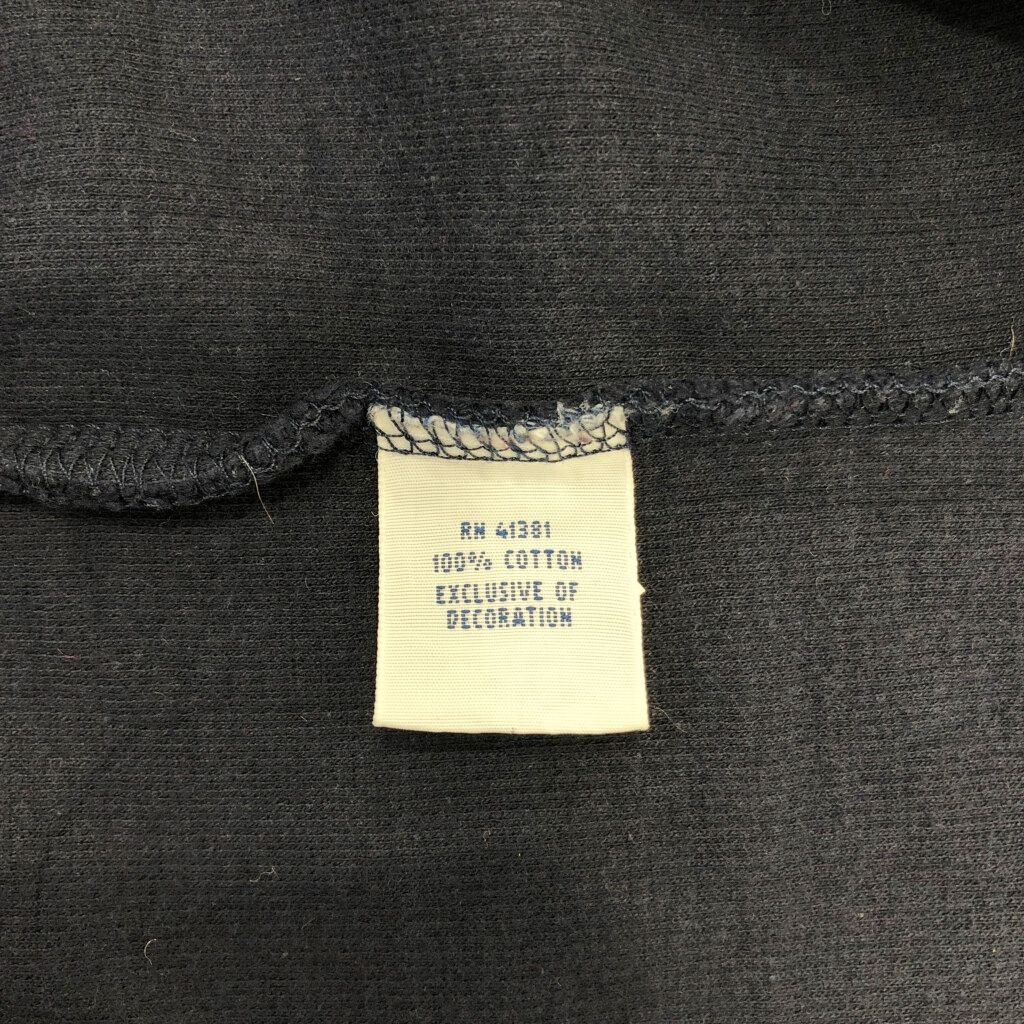 RN 41381
100% COTTON
EXCLUSIVE OF
DECORATION